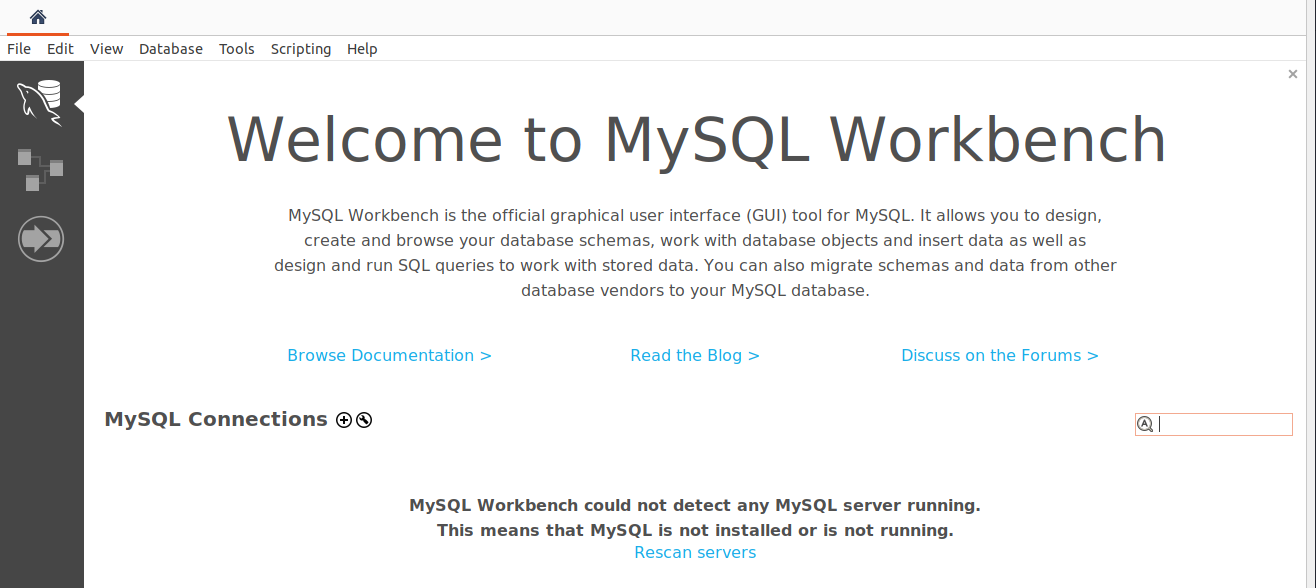 File Edit View Database Tools Scripting Help
Welcome to MySQL Workbench
MySQL Workbench is the official graphical user interface (GUI) tool for MySQL. It allows you to design,
create and browse your database schemas, work with database objects and insert data as well as
design and run SQL queries to work with stored data. You can also migrate schemas and data from other
database vendors to your MySQL database.
Browse Documentation > Read the Blog > Discuss on the Forums >
MySQL Connections
MySQL Workbench could not detect any MySQL server running.
This means that MySQL is not installed or is not running.
Rescan servers